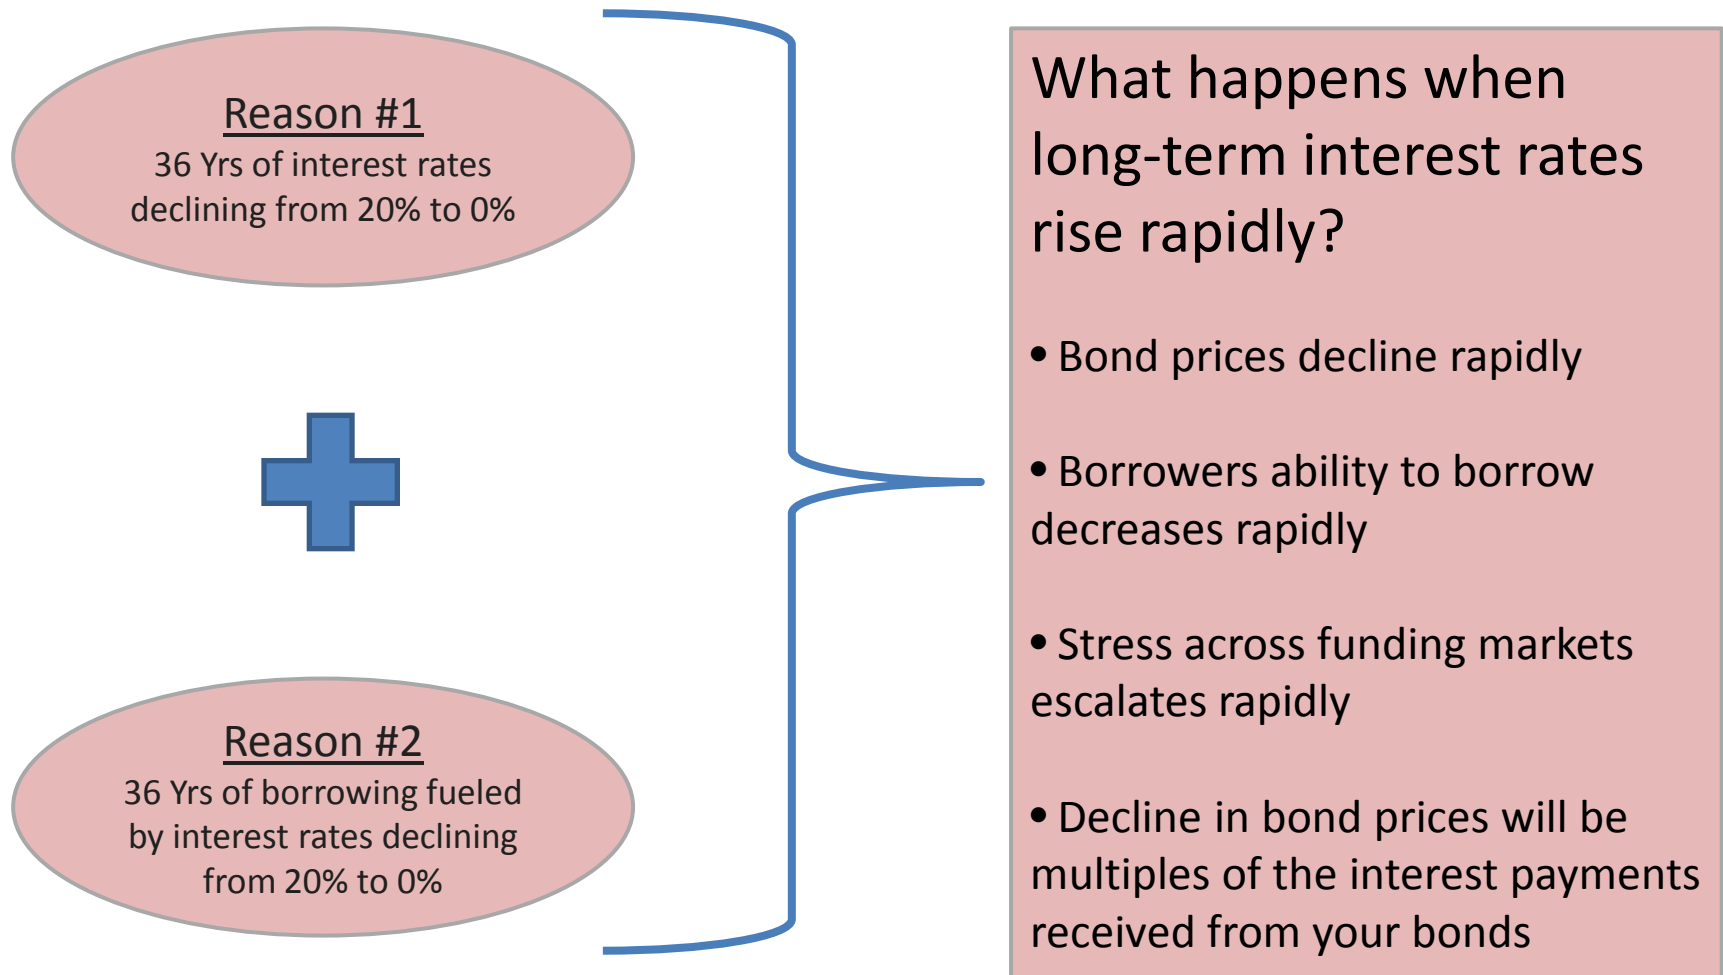 Reason #1
36 Yrs of interest rates
declining from 20% to 0%
Reason #2
36 Yrs of borrowing fueled
by interest rates declining
from 20% to 0%
What happens when
long-term interest rates
rise rapidly?
• Bond prices decline rapidly
• Borrowers ability to borrow
decreases rapidly
• Stress across funding markets
escalates rapidly
• Decline in bond prices will be
multiples of the interest payments
received from your bonds